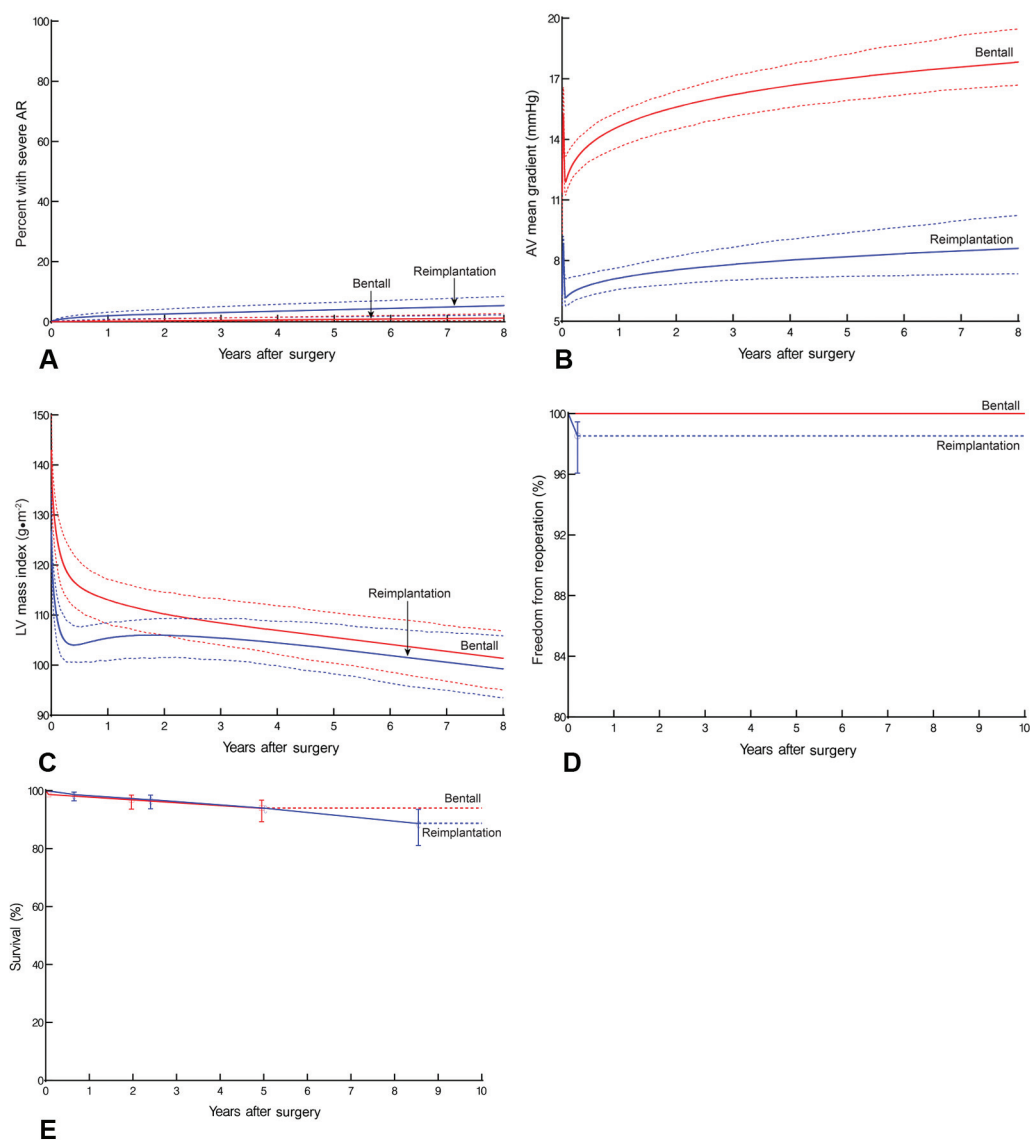 100
80
60
40
20
0
Percent with severe AR
Reimplantation
Bentall
0 1 2 3 4 5 6 7 8
Years after surgery
A
20
17
14
11
8
5
AV mean gradient (mmHg)
Bentall
Reimplantation
0 1 2 3 4 5 6 7 8
Years after surgery
B
150
140
130
120
110
100
90
LV mass index (g•m-2)
Reimplantation
Bentall
0 1 2 3 4 5 6 7 8
Years after surgery
C
100
96
92
88
84
80
Freedom from reoperation (%)
Bentall
Reimplantation
0 1 2 3 4 5 6 7 8 9 10
Years after surgery
D
100
80
60
40
20
0
Survival (%)
Bentall
Reimplantation
0 1 2 3 4 5 6 7 8 9 10
Years after surgery
E